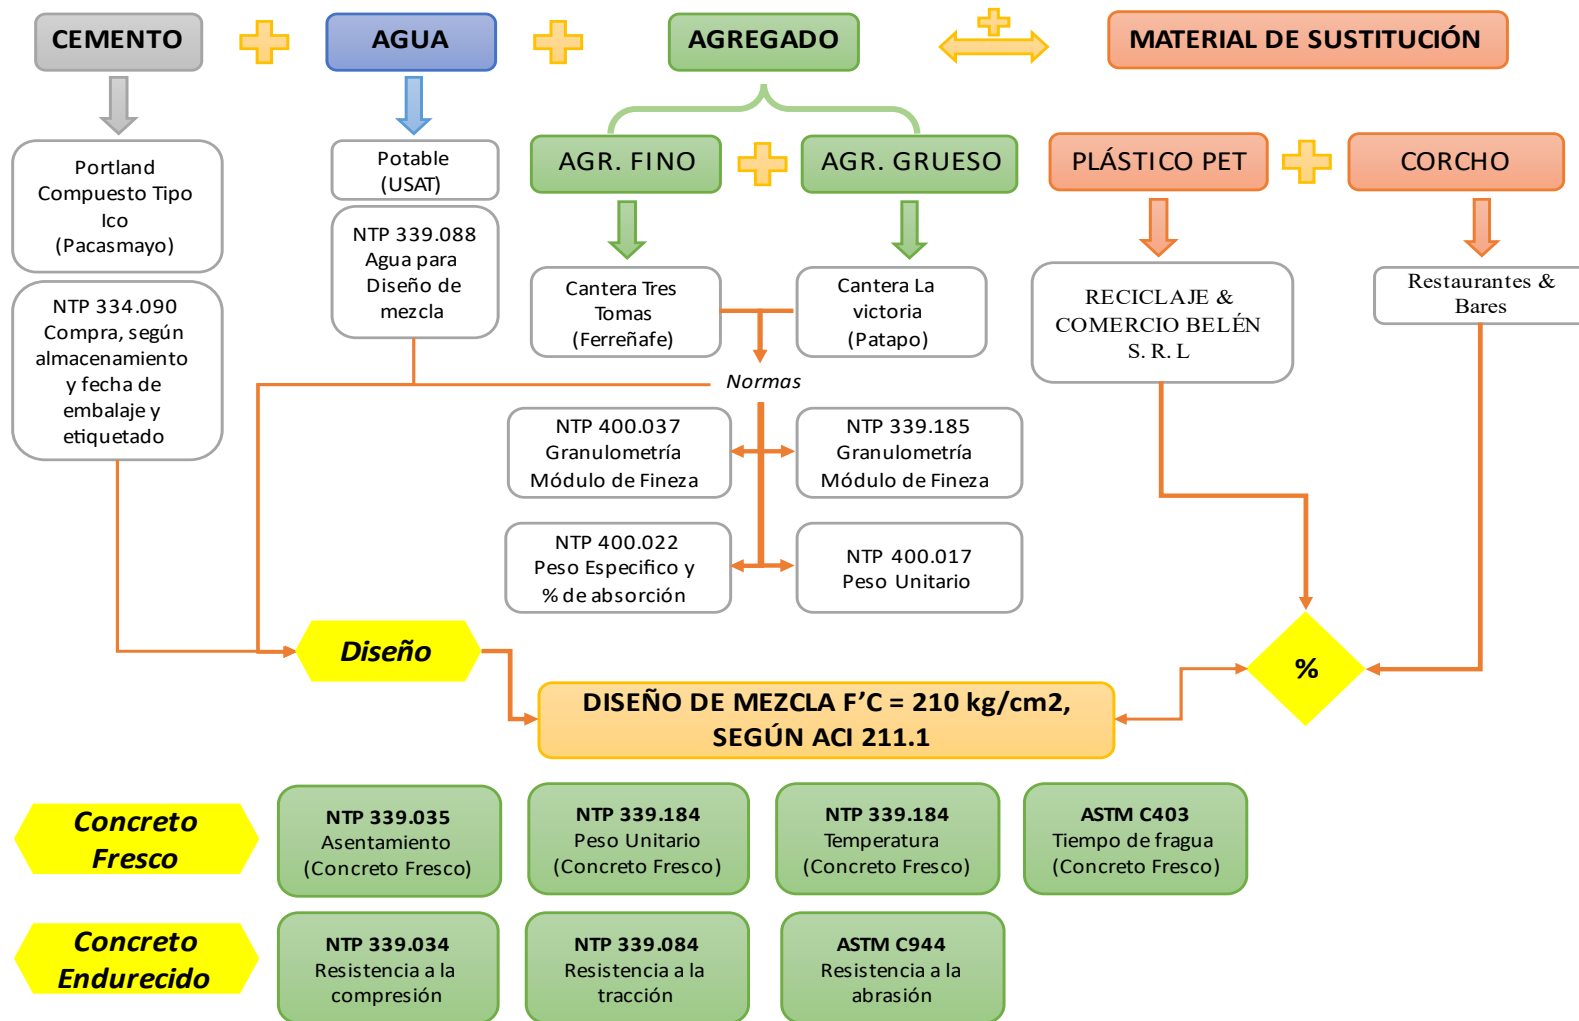 CEMENTO
AGUA
AGREGADO
MATERIAL DE SUSTITUCIÓN
Portland
Compuesto Tipo
Ico
(Pacasmayo)
Potable
(USAT)
AGR. FINO
AGR. GRUESO
PLÁSTICO PET
CORCHO
NTP 334.090
Compra, según
almacenamiento
y fecha de
embalaje y
etiquetado
NTP 339.088
Agua para
Diseño de
mezcla
Cantera Tres
Tomas
(Ferreñafe)
Cantera La
victoria
(Patapo)
RECICLAJE &
COMERCIO BELÉN
S. R. L
Restaurantes &
Bares
Normas
NTP 400.037
Granulometría
Módulo de Fineza
NTP 339.185
Granulometría
Módulo de Fineza
NTP 400.022
Peso Especifico y
% de absorción
NTP 400.017
Peso Unitario
Diseño
%
DISEÑO DE MEZCLA F’C = 210 kg/cm2,
SEGÚN ACI 211.1
Concreto
Fresco
NTP 339.035
Asentamiento
(Concreto Fresco)
NTP 339.184
Peso Unitario
(Concreto Fresco)
NTP 339.184
Temperatura
(Concreto Fresco)
ASTM C403
Tiempo de fragua
(Concreto Fresco)
Concreto
Endurecido
NTP 339.034
Resistencia a la
compresión
NTP 339.084
Resistencia a la
tracción
ASTM C944
Resistencia a la
abrasión